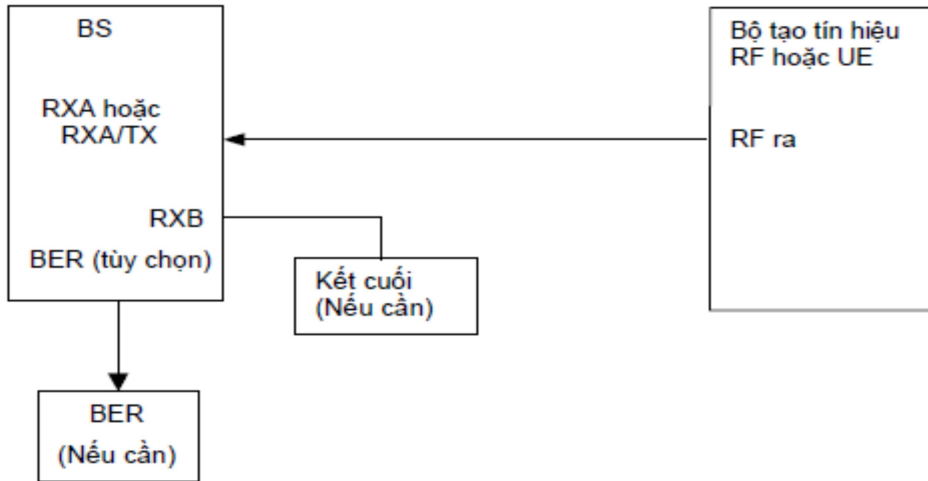 BS
RXA hoặc
RXA/TX
RXB
BER (tùy chọn)
Kết cuối
(Nếu cần)
BER
(Nếu cần)
Bộ tạo tín hiệu
RF hoặc UE
RF ra